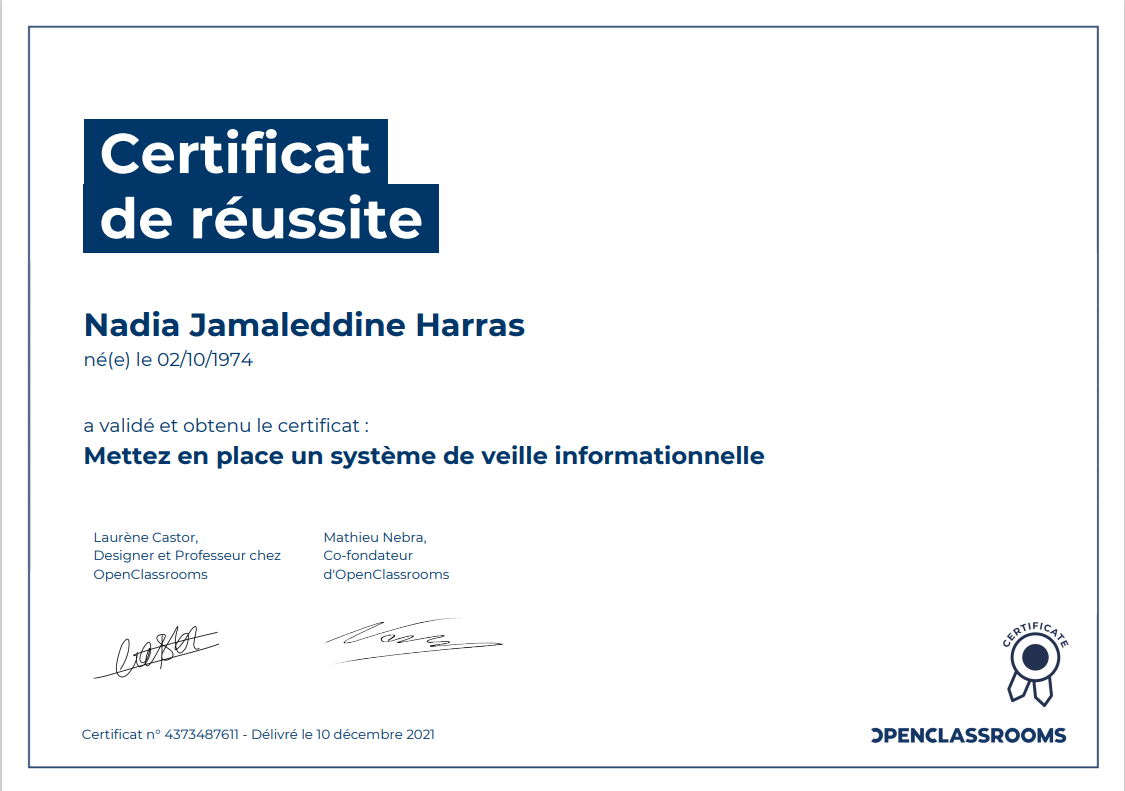 Certificat
de réussite
Nadia Jamaleddine Harras
né(e) le 02/10/1974
a validé et obtenu le certificat :
Mettez en place un système de veille informationnelle
Laurène Castor,
Designer et Professeur chez
OpenClassrooms
Mathieu Nebra,
Co-fondateur
d'OpenClassrooms
CERTIFICATE
Certificat n° 4373487611 - Délivré le 10 décembre 2021
OPENCLASSROOMS